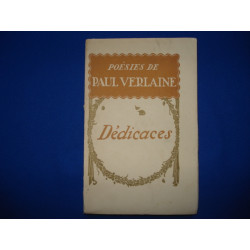 POÉSIES DE
PAUL VERLAINE
Dédicaces